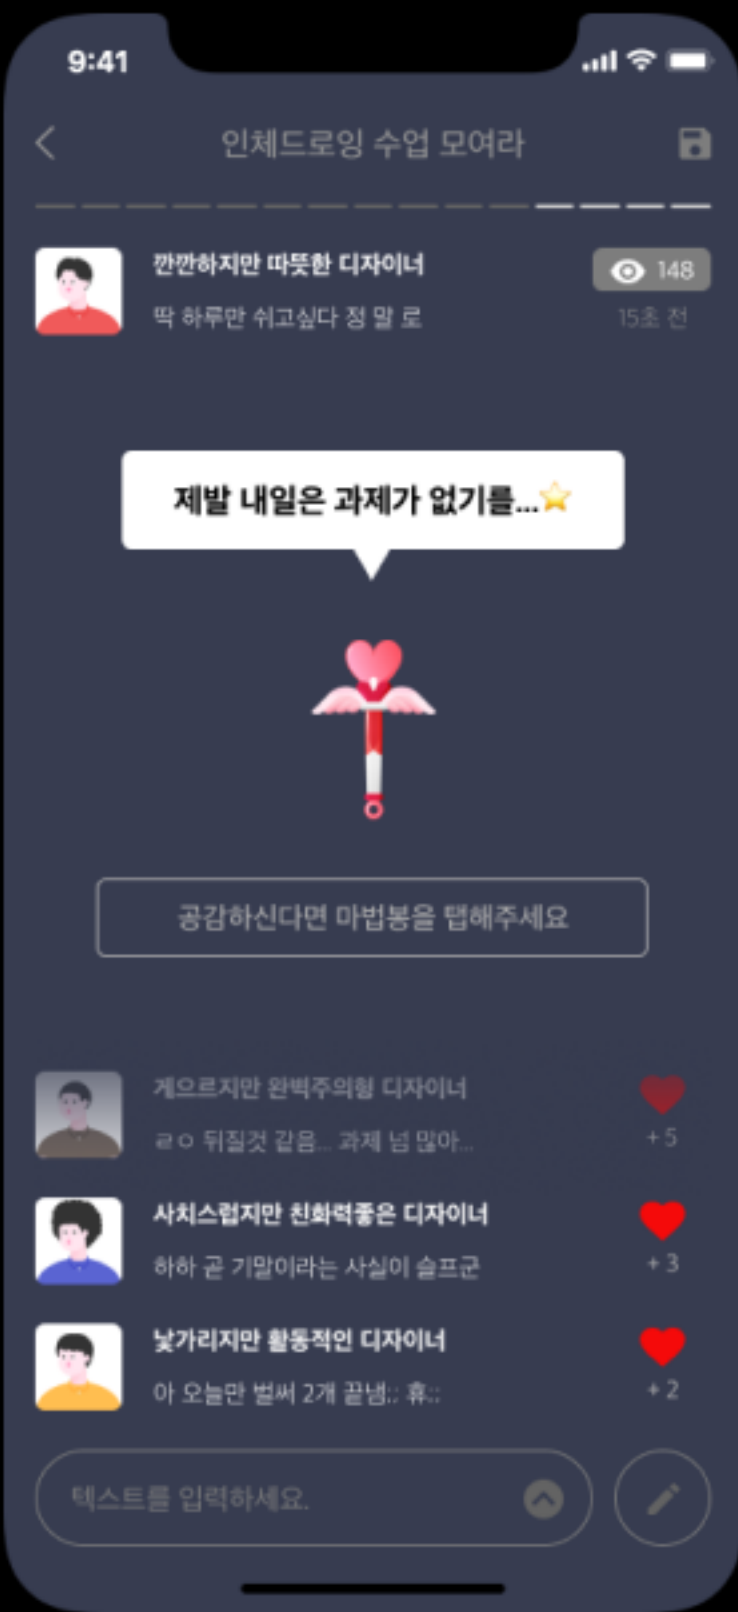 9:41
인체드로잉 수업 모여라
깐깐하지만 따뜻한 디자이너
148
딱 하루만 쉬고싶다 정 말 로
15초 전
제발 내일은 과제가 없기를...⭐
공감하신다면 마법봉을 탭해주세요
게으르지만 완벽주의형 디자이너
ㄹㅇ 뒤질것 같음... 과제 넘 많아...
+ 5
사치스럽지만 친화력좋은 디자이너
하하 곧 기말이라는 사실이 슬프군
+ 3
낯가리지만 활동적인 디자이너
아 오늘만 벌써 2개 끝냄;; 휴;;
+ 2
텍스트를 입력하세요.